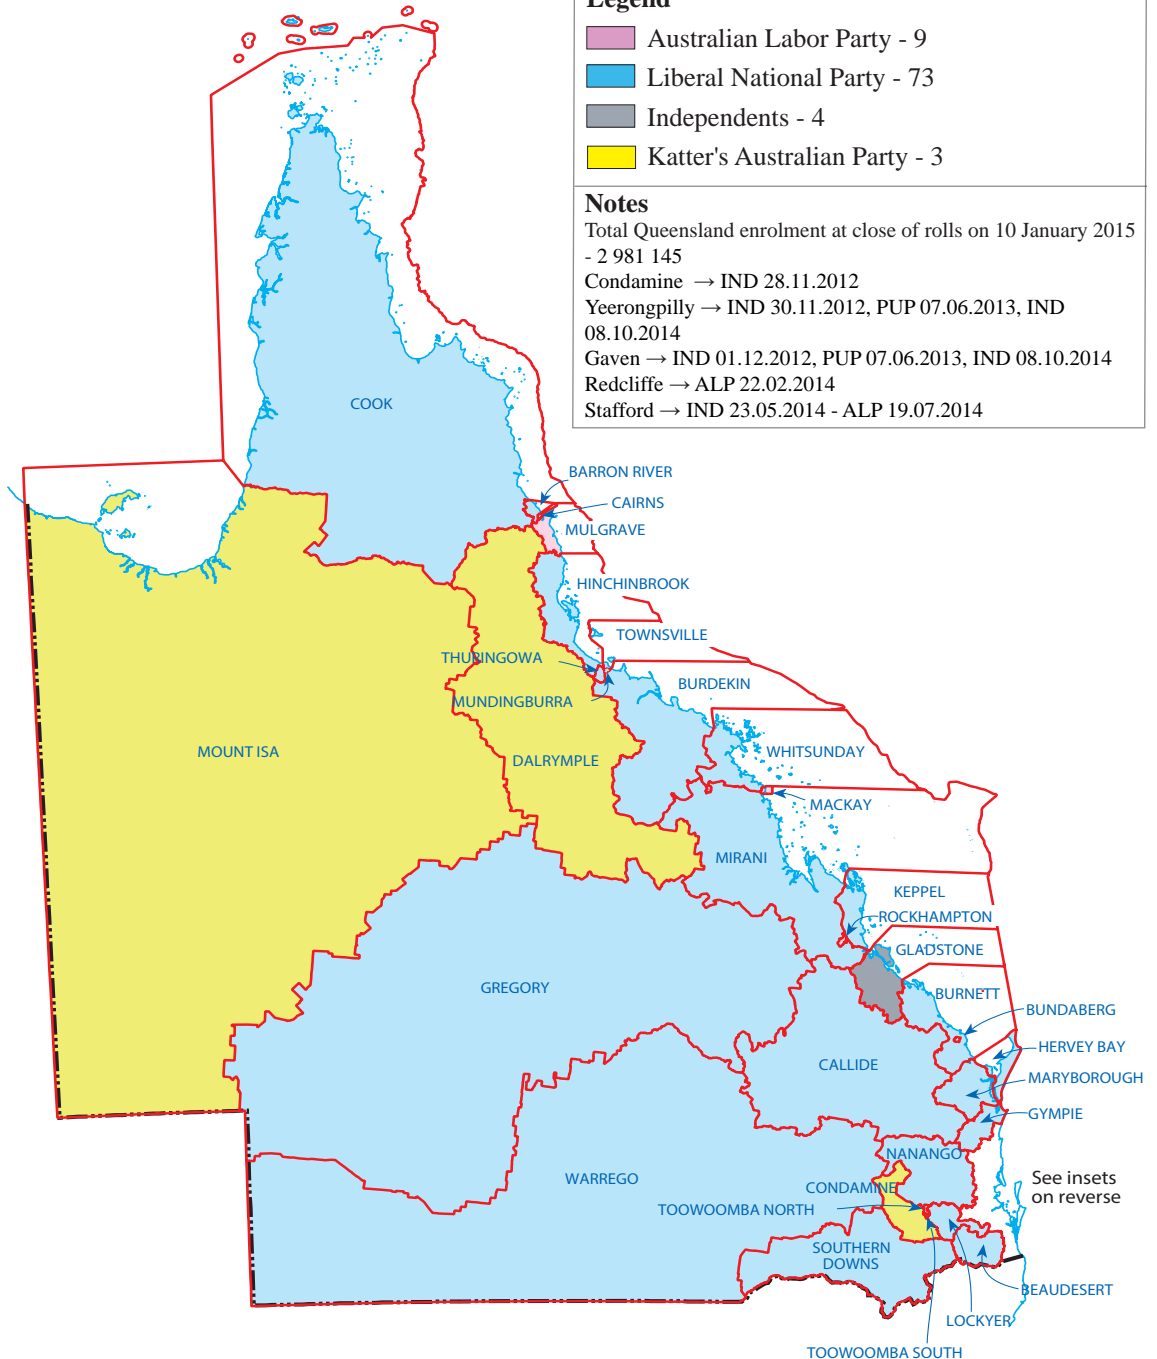 Legend
Australian Labor Party - 9
Liberal National Party - 73
Independents - 4
Katter's Australian Party - 3
Notes
Total Queensland enrolment at close of rolls on 10 January 2015
- 2 981 145
Condamine → IND 28.11.2012
Yeerongpilly → IND 30.11.2012, PUP 07.06.2013, IND
08.10.2014
Gaven → IND 01.12.2012, PUP 07.06.2013, IND 08.10.2014
Redcliffe → ALP 22.02.2014
Stafford → IND 23.05.2014 - ALP 19.07.2014
COOK
BARRON RIVER
CAIRNS
MULGRAVE
HINCHINBROOK
TOWNSVILLE
THURINGOWA
BURDEKIN
MUNDINGBURRA
MOUNT ISA
WHITSUNDAY
DALRYMPLE
MACKAY
MIRANI
KEPPEL
ROCKHAMPTON
GLADSTONE
GREGORY
BURNETT
BUNDABERG
HERVEY BAY
CALLIDE
MARYBOROUGH
GYMPIE
NANANGO
WARREGO
See insets
on reverse
CONDAMINE
TOOWOOMBA NORTH
SOUTHERN
DOWNS
BEAUDESERT
LOCKYER
TOOWOOMBA SOUTH